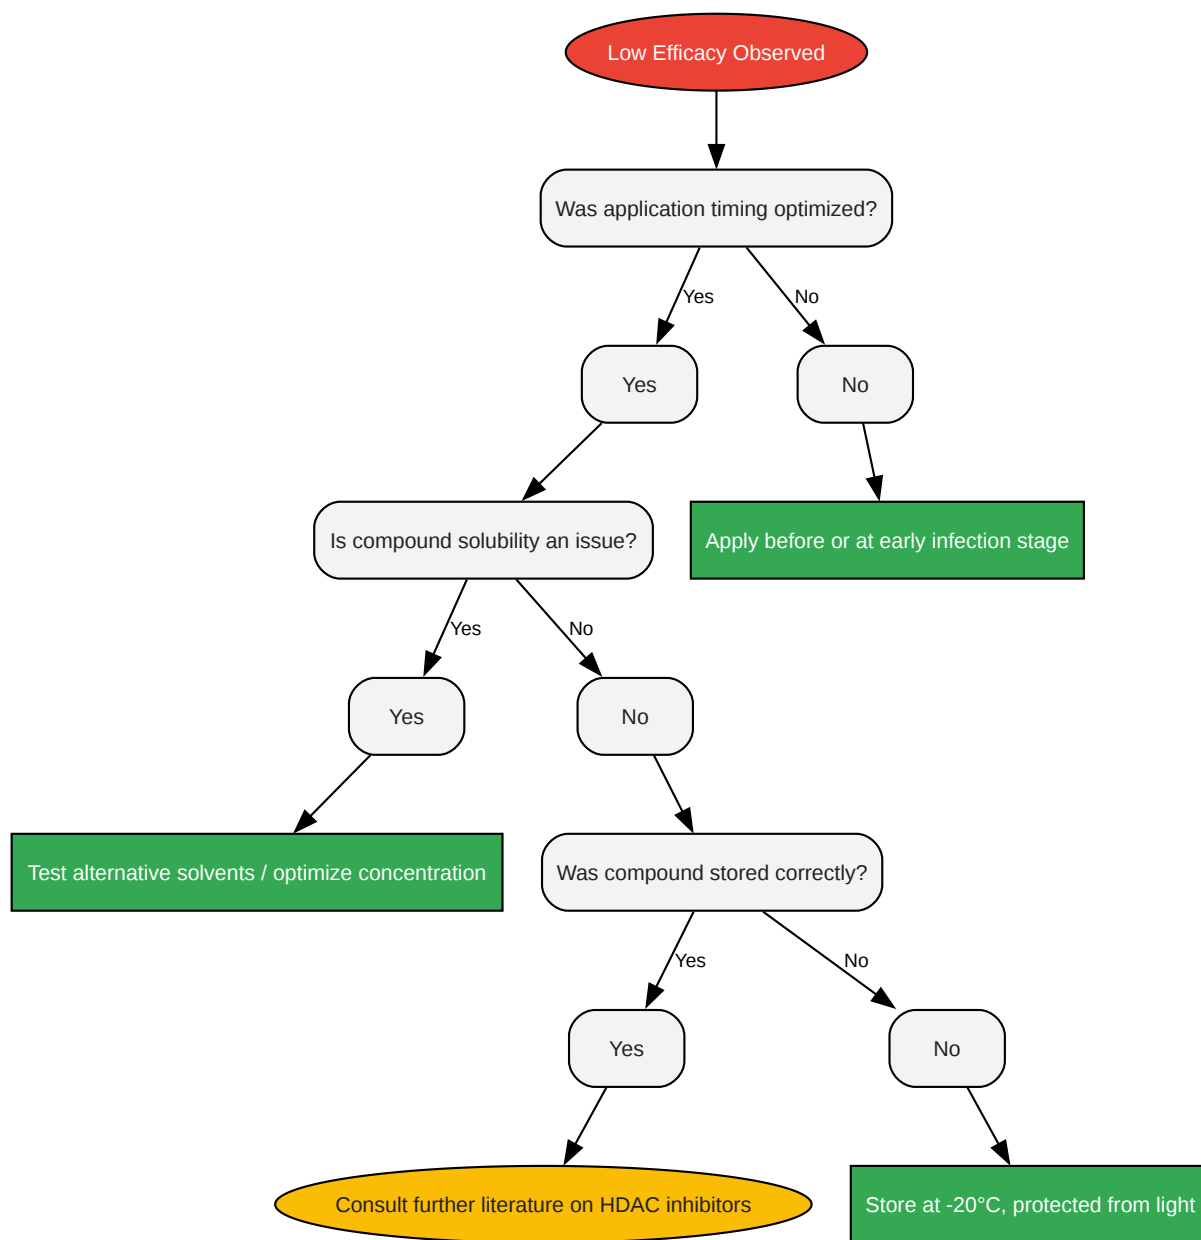 Low Efficacy Observed
Was application timing optimized?
Yes
No
Yes
No
Is compound solubility an issue?
Apply before or at early infection stage
Yes
No
Yes
No
Test alternative solvents / optimize concentration
Was compound stored correctly?
Yes
No
Yes
No
Consult further literature on HDAC inhibitors
Store at -20°C, protected from light